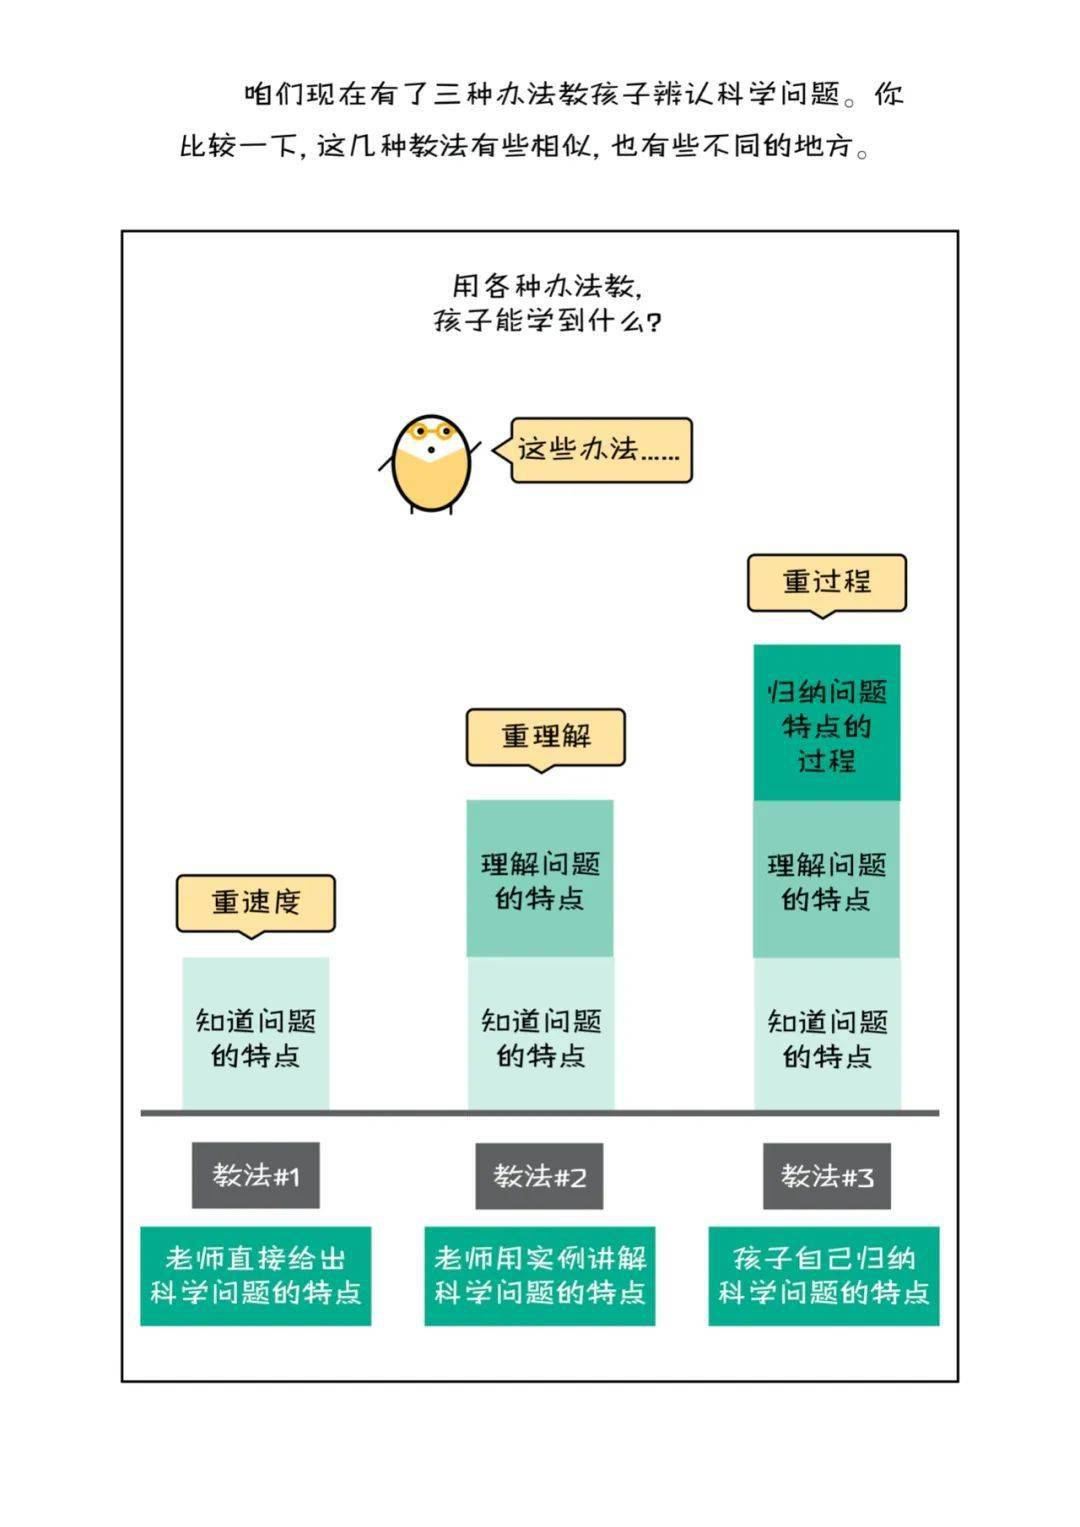 咱们现在有了三种办法教孩子辨认科学问题。你
比较一下,这几种教法有些相似,也有些不同的地方。
用各种办法教,
孩子能学到什么?
这些办法……
重过程
归纳问题
特点的
过程
重理解
理解问题
的特点
理解问题
的特点
重速度
知道问题
的特点
知道问题
的特点
知道问题
的特点
教法#1
教法#2
教法#3
老师直接给出
科学问题的特点
老师用实例讲解
科学问题的特点
孩子自己归纳
科学问题的特点